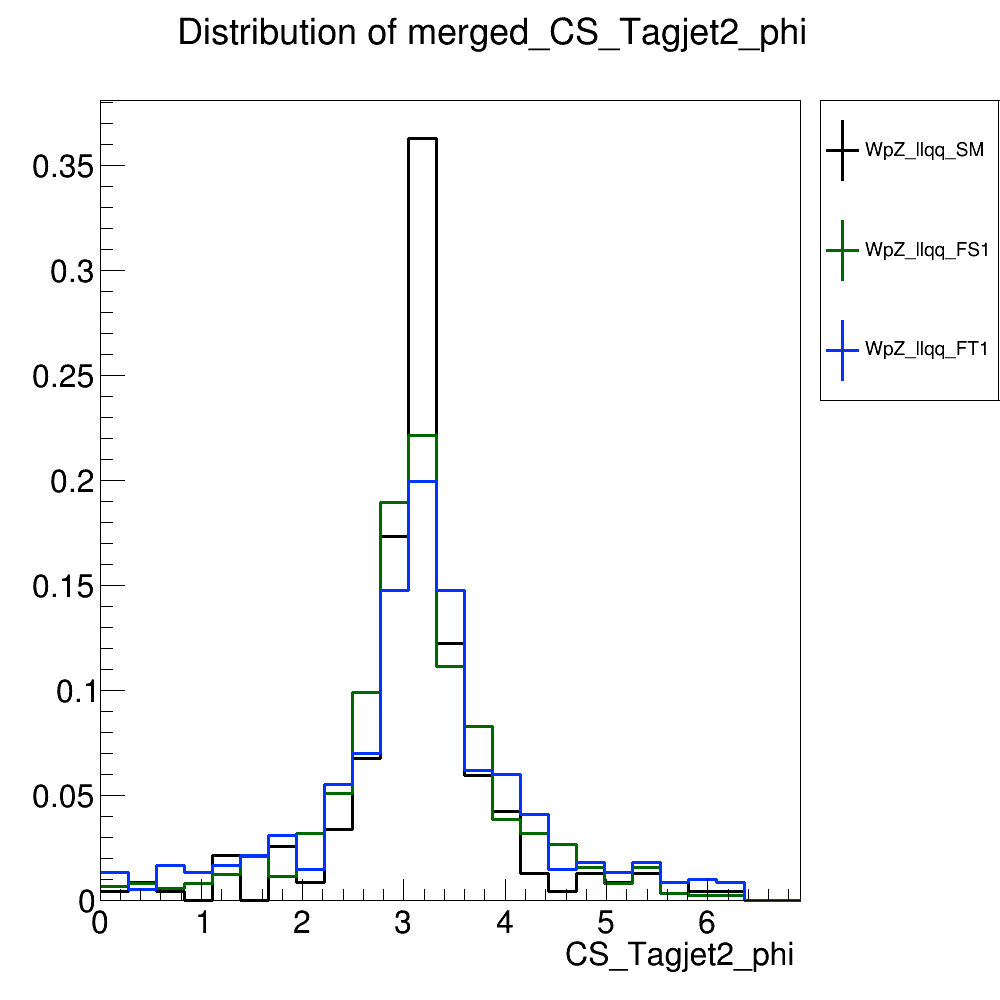 Distribution of merged_CS_Tagjet2_phi
WpZ_llqq_SM
WpZ_llqq_FS1
WpZ_llqq_FT1
0.35
0.3
0.25
0.2
0.15
0.1
0.05
0
0 1 2 3 4 5 6
CS_Tagjet2_phi